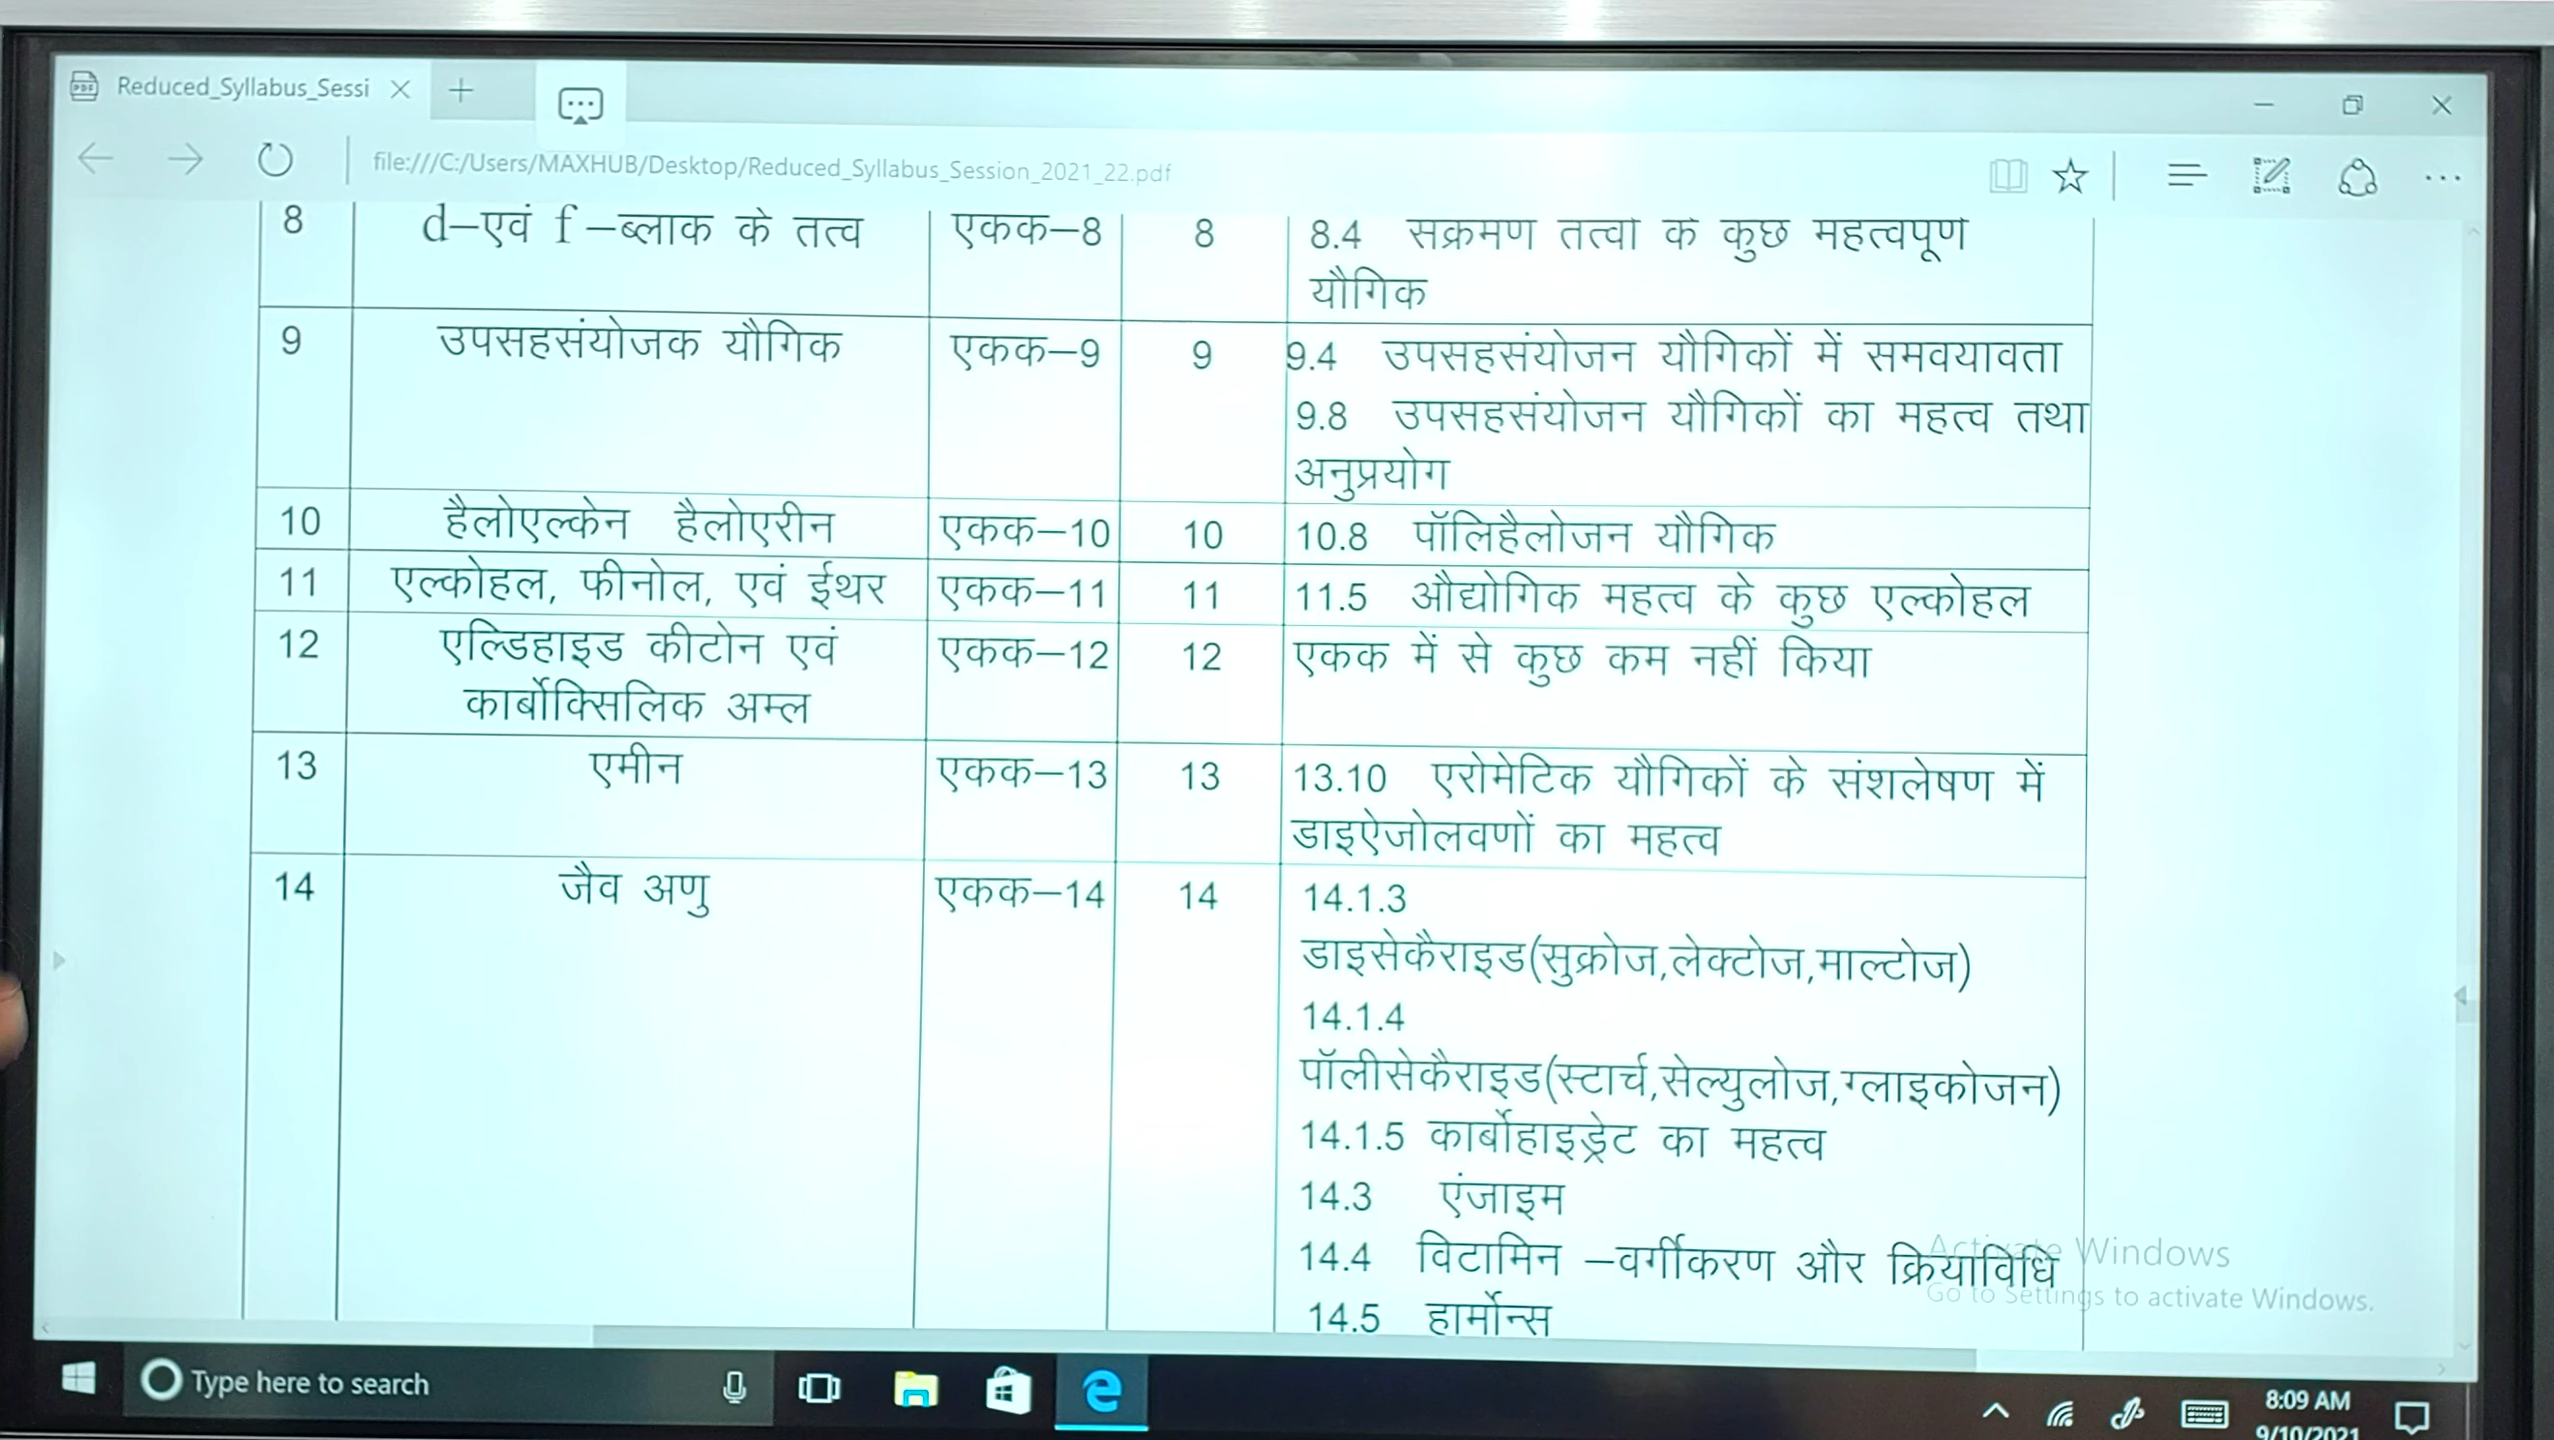 Reduced_Syllabus_Sessi
file:///C:/Users/MAXHUB/Desktop/Reduced_Syllabus_Session_2021_22.pdf
8 d–एवं f –ब्लाक के तत्व एकक–8 8 8.4 सक्रमण तत्वा क कुछ महत्वपूण
यौगिक
9 उपसहसंयोजक यौगिक एकक–9 9 9.4 उपसहसंयोजन यौगिकों में समवयावता
9.8 उपसहसंयोजन यौगिकों का महत्व तथा
अनुप्रयोग
10 हैलोएल्केन हैलोएरीन एकक–10 10 10.8 पॉलिहैलोजन यौगिक
11 एल्कोहल, फीनोल, एवं ईथर एकक–11 11 11.5 औद्योगिक महत्व के कुछ एल्कोहल
12 एल्डिहाइड कीटोन एवं एकक–12 12 एकक में से कुछ कम नहीं किया
कार्बोक्सिलिक अम्ल
13 एमीन एकक–13 13 13.10 एरोमेटिक यौगिकों के संशलेषण में
डाइऐजोलवणों का महत्व
14 जैव अणु एकक–14 14 14.1.3
डाइसेकैराइड(सुक्रोज,लेक्टोज,माल्टोज)
14.1.4
पॉलीसेकैराइड(स्टार्च,सेल्युलोज,ग्लाइकोजन)
14.1.5 कार्बोहाइड्रेट का महत्व
14.3 एंजाइम
14.4 विटामिन –वर्गीकरण और क्रियाविधि
14.5 हार्मोन्स
Activate Windows
Go to Settings to activate Windows.
Type here to search
8:09 AM
9/10/2021